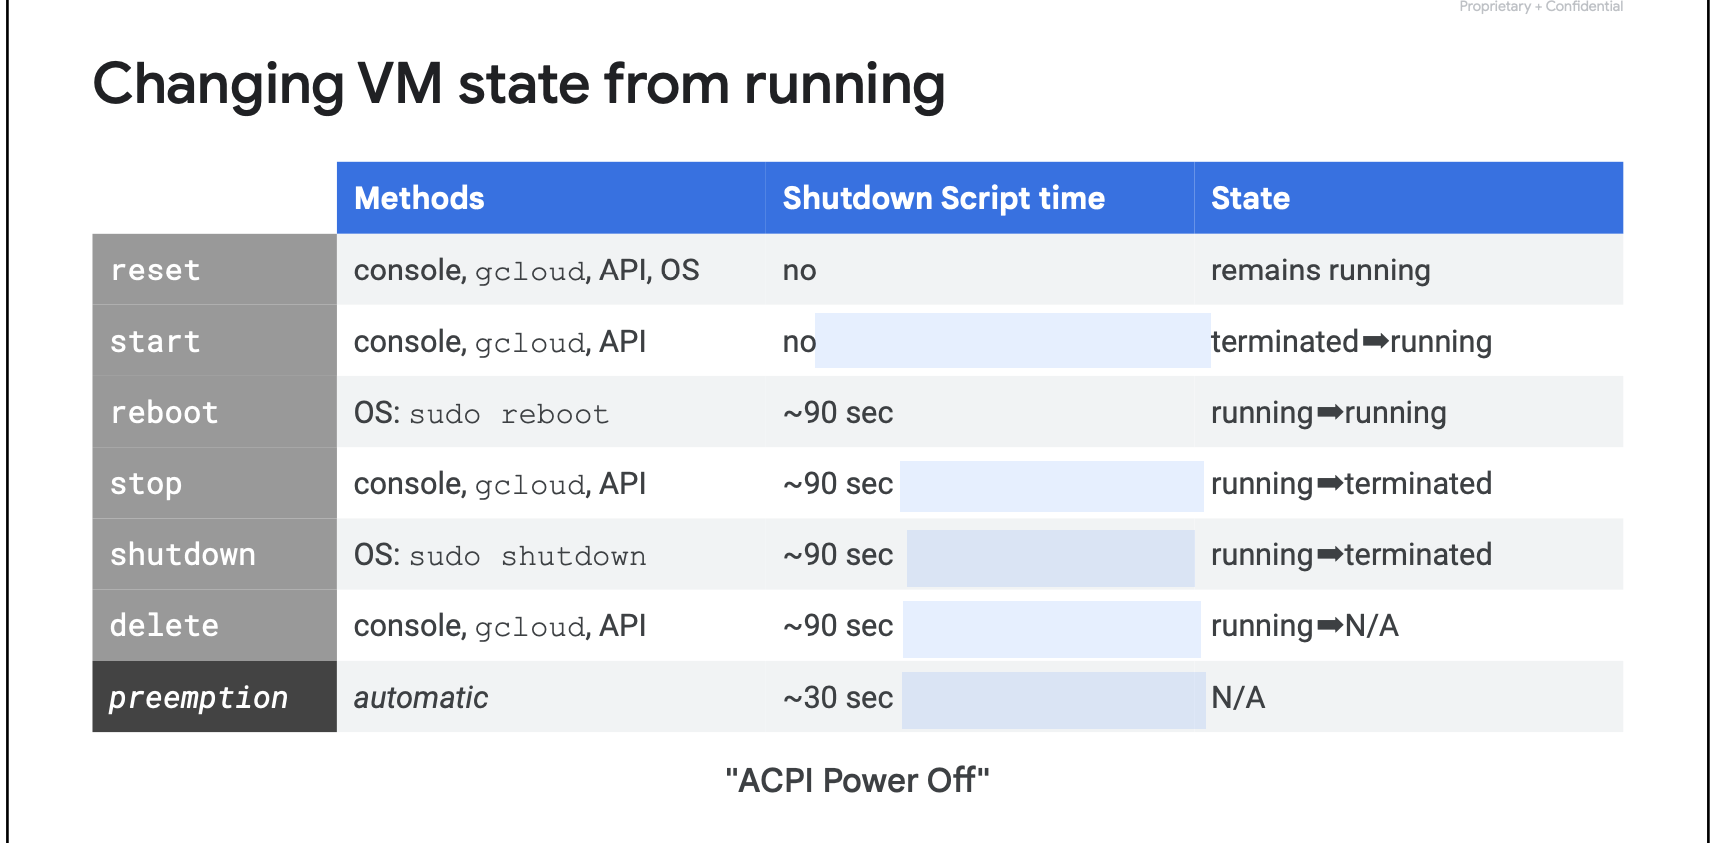 Proprietary + Confidential
Changing VM state from running
Methods Shutdown Script time State
reset console, gcloud, API, OS no remains running
start console, gcloud, API no terminated➡running
reboot OS: sudo reboot ~90 sec running➡running
stop console, gcloud, API ~90 sec running➡terminated
shutdown OS: sudo shutdown ~90 sec running➡terminated
delete console, gcloud, API ~90 sec running➡N/A
preemption automatic ~30 sec N/A
"ACPI Power Off"